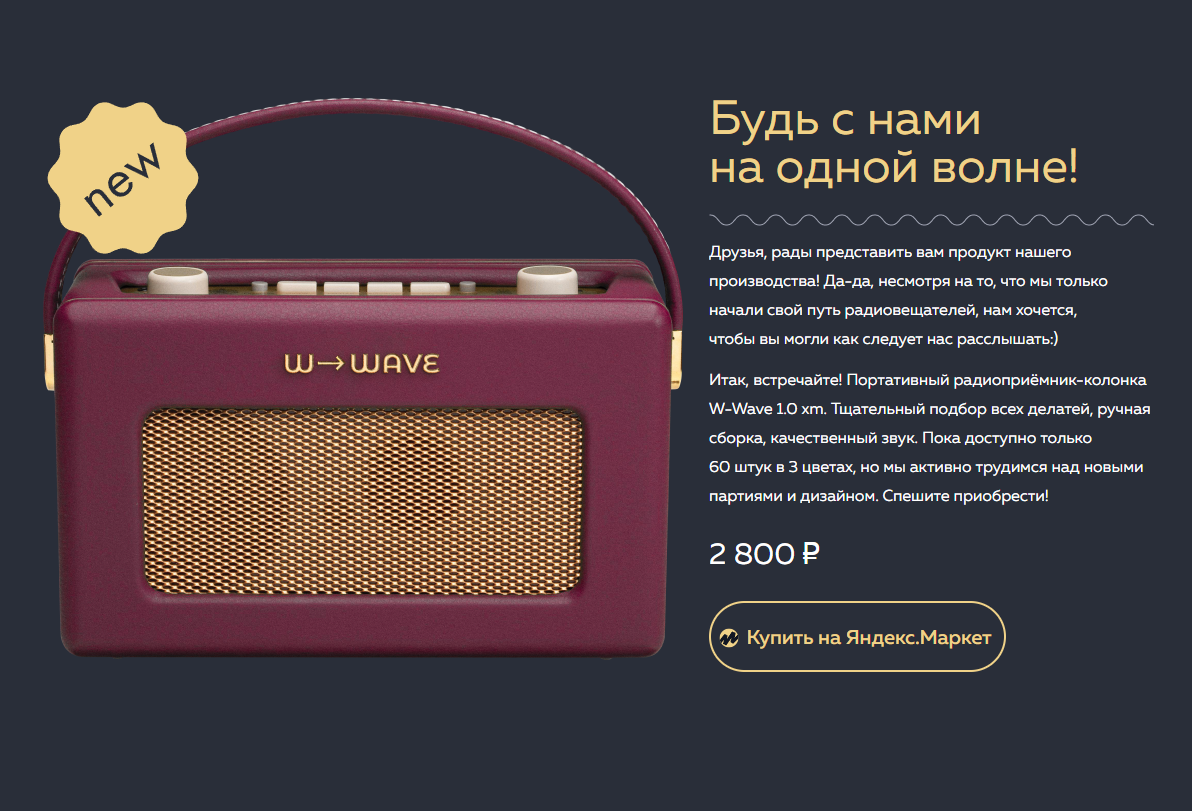 new
W→WAVE
Будь с нами
на одной волне!
Друзья, рады представить вам продукт нашего
производства! Да-да, несмотря на то, что мы только
начали свой путь радиовещателей, нам хочется,
чтобы вы могли как следует нас расслышать:)
Итак, встречайте! Портативный радиоприёмник-колонка
W-Wave 1.0 xm. Тщательный подбор всех делатей, ручная
сборка, качественный звук. Пока доступно только
60 штук в 3 цветах, но мы активно трудимся над новыми
партиями и дизайном. Спешите приобрести!
2 800 ₽
Купить на Яндекс.Маркет